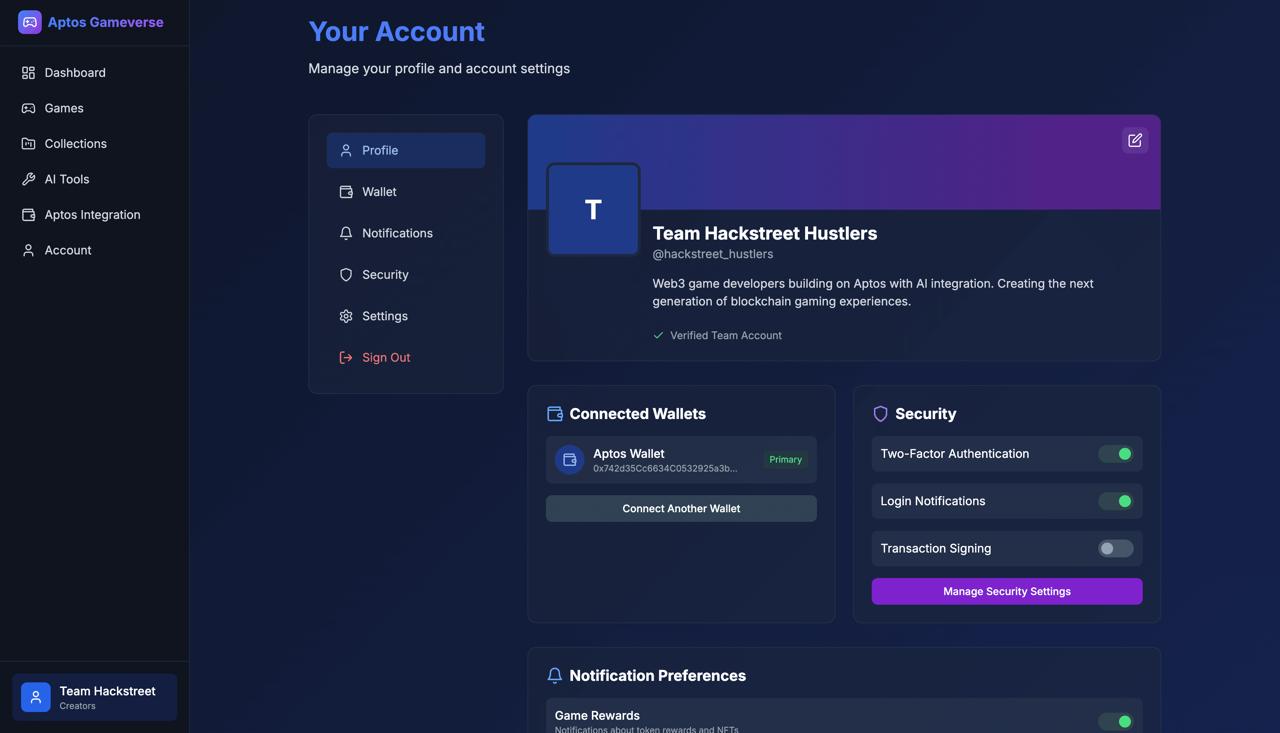 Aptos Gameverse
Dashboard
Games
Collections
AI Tools
Aptos Integration
Account
Team Hackstreet
Creators
Your Account
Manage your profile and account settings
Profile
Wallet
Notifications
Security
Settings
Sign Out
T
Team Hackstreet Hustlers
@hackstreet_hustlers
Web3 game developers building on Aptos with AI integration. Creating the next
generation of blockchain gaming experiences.
Verified Team Account
Connected Wallets
Aptos Wallet
0x742d35Cc6634C0532925a3b...
Primary
Connect Another Wallet
Security
Two-Factor Authentication
Login Notifications
Transaction Signing
Manage Security Settings
Notification Preferences
Game Rewards
Notifications about token rewards and NFTs